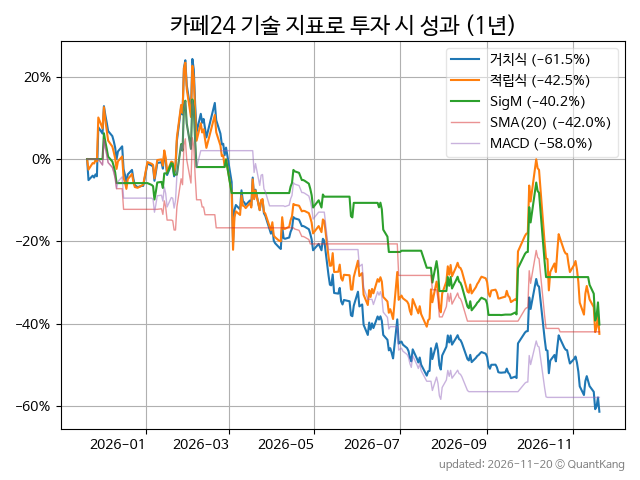 카페24 기술 지표로 투자 시 성과 (1년)
거치식 (−61.5%)
적립식 (−42.5%)
SigM (−40.2%)
SMA(20) (−42.0%)
MACD (−58.0%)
20%
0%
−20%
−40%
−60%
2026-01 2026-03 2026-05 2026-07 2026-09 2026-11
updated: 2026-11-20 © QuantKang